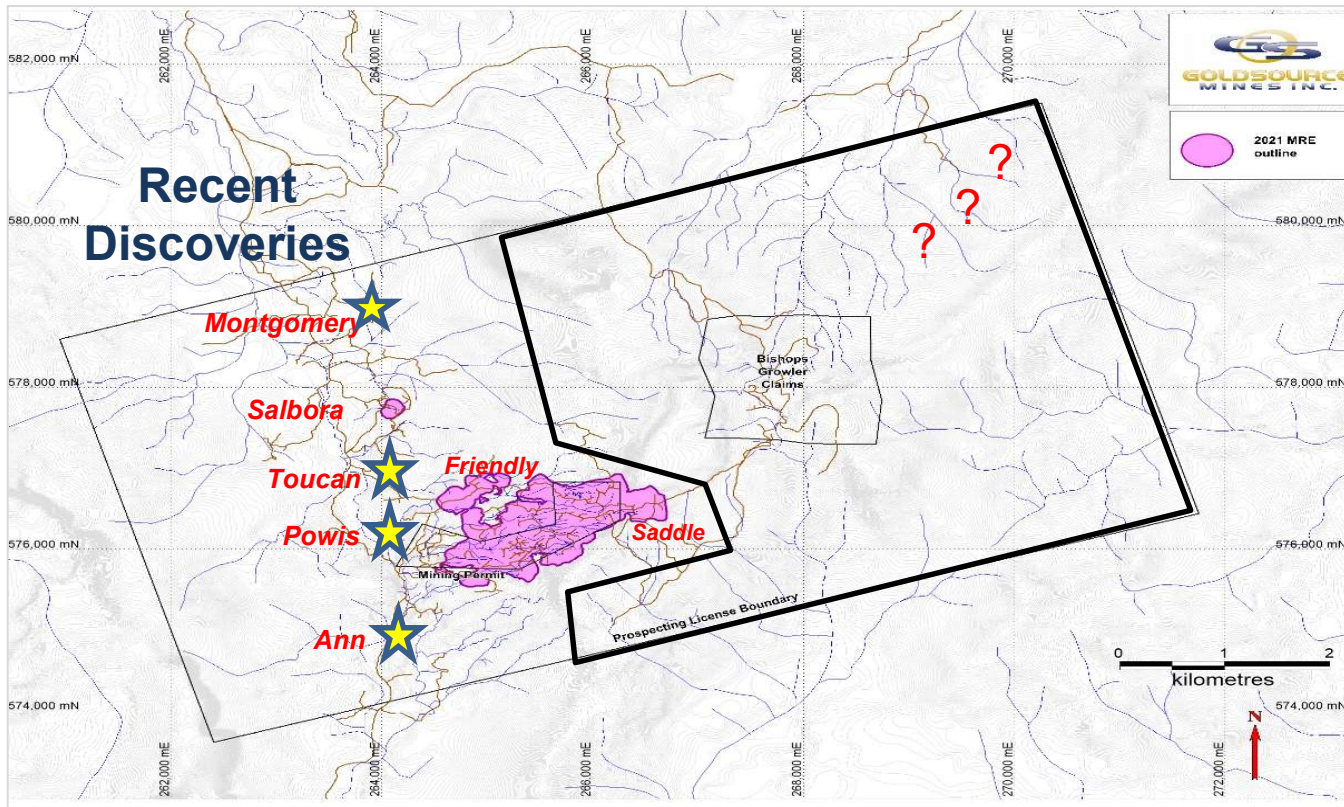 262,000 mE
264,000 mE
266,000 mE
268,000 mE
270,000 mE
GS
GOLDSOURCE
MINES INC.
2021 MRE
outline
582,000 mN
582,000 mN
Recent
Discoveries
580,000 mN
580,000 mN
?
?
?
Montgomery
578,000 mN
578,000 mN
Bishops
Growler
Claims
Salbora
Toucan
Friendly
Powis
Saddle
576,000 mN
576,000 mN
Mining Permit
Ann
Prospecting License Boundary
0 1 2
kilometres
574,000 mN
574,000 mN
N
262,000 mE
264,000 mE
266,000 mE
268,000 mE
270,000 mE
272,000 mE